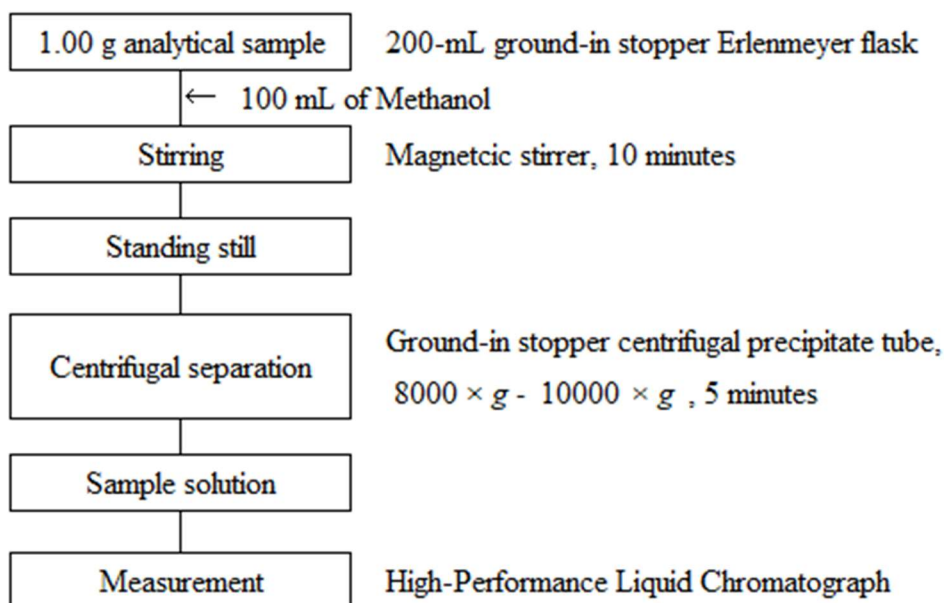 1.00 g analytical sample 200-mL ground-in stopper Erlenmeyer flask
← 100 mL of Methanol
Stirring Magnetcic stirrer, 10 minutes
Standing still
Centrifugal separation
Ground-in stopper centrifugal precipitate tube,
8000 × g - 10000 × g , 5 minutes
Sample solution
Measurement High-Performance Liquid Chromatograph